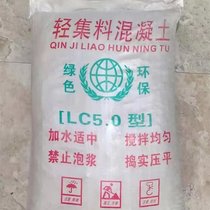 轻集料混凝土
QIN JI LIAO HUN NING TU
绿色 环保
[LC5.0型]
加水适中 搅拌均匀
禁止泡浆 捣实压平